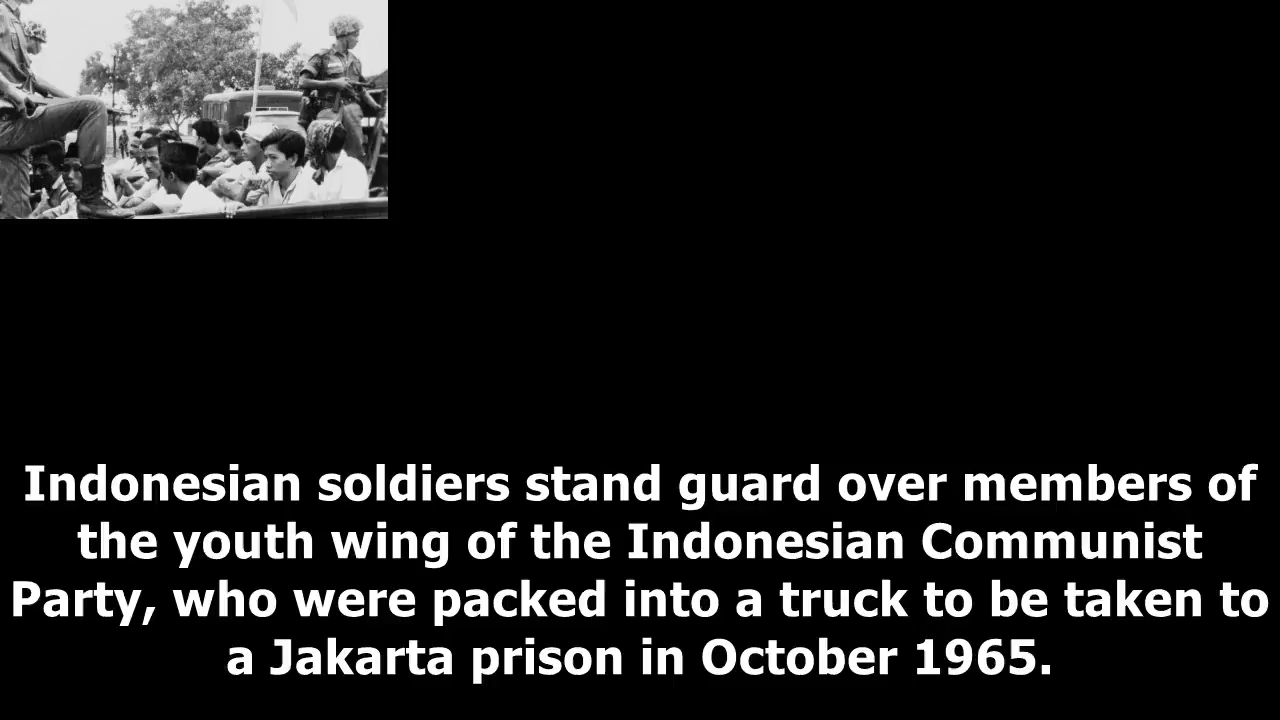 Indonesian soldiers stand guard over members of
the youth wing of the Indonesian Communist
Party, who were packed into a truck to be taken to
a Jakarta prison in October 1965.